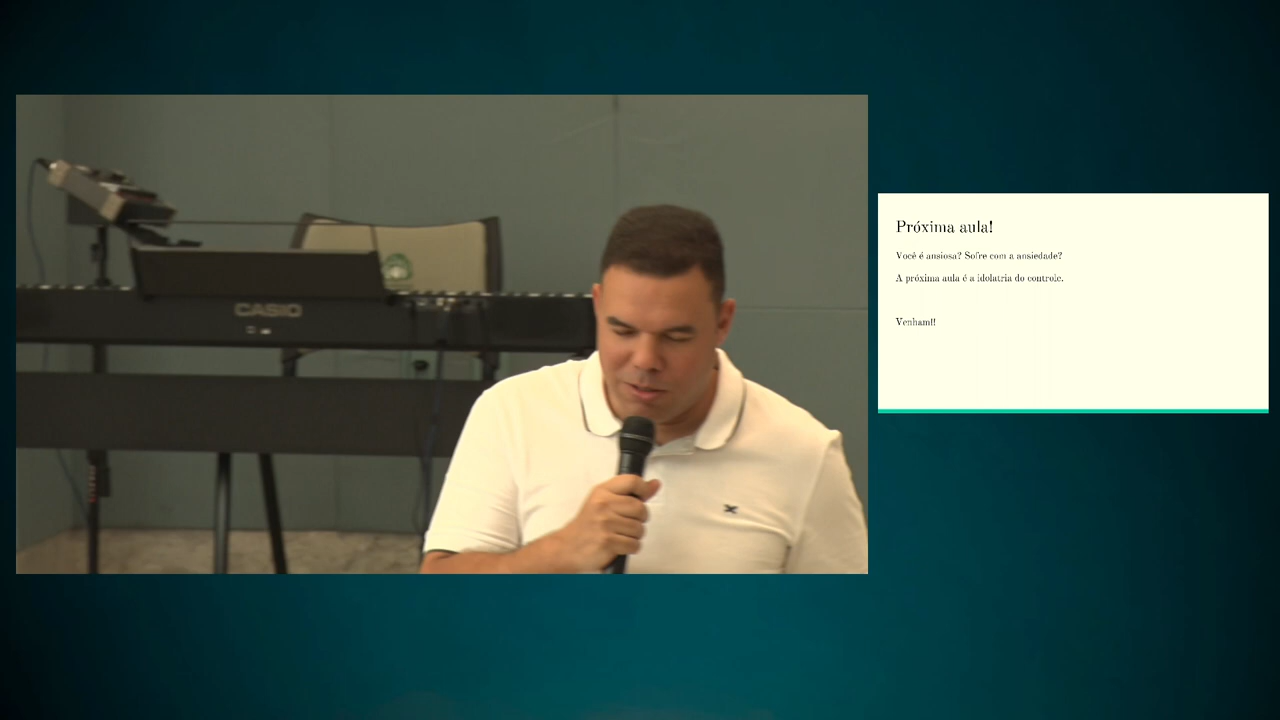 CASIO
Próxima aula!
Você é ansiosa? Sofre com a ansiedade?
A próxima aula é a idolatria do controle.
Venham!!